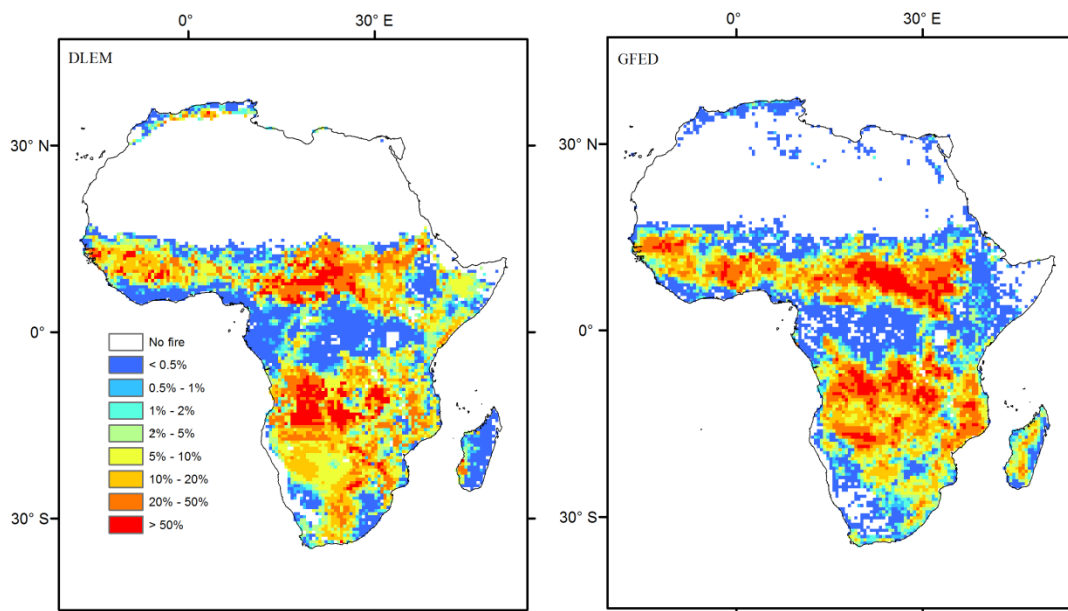 0°
30° E
0°
30° E
DLEM
GFED
30° N
30° N
0°
0°
No fire
< 0.5%
0.5% - 1%
1% - 2%
2% - 5%
5% - 10%
10% - 20%
20% - 50%
> 50%
30° S
30° S